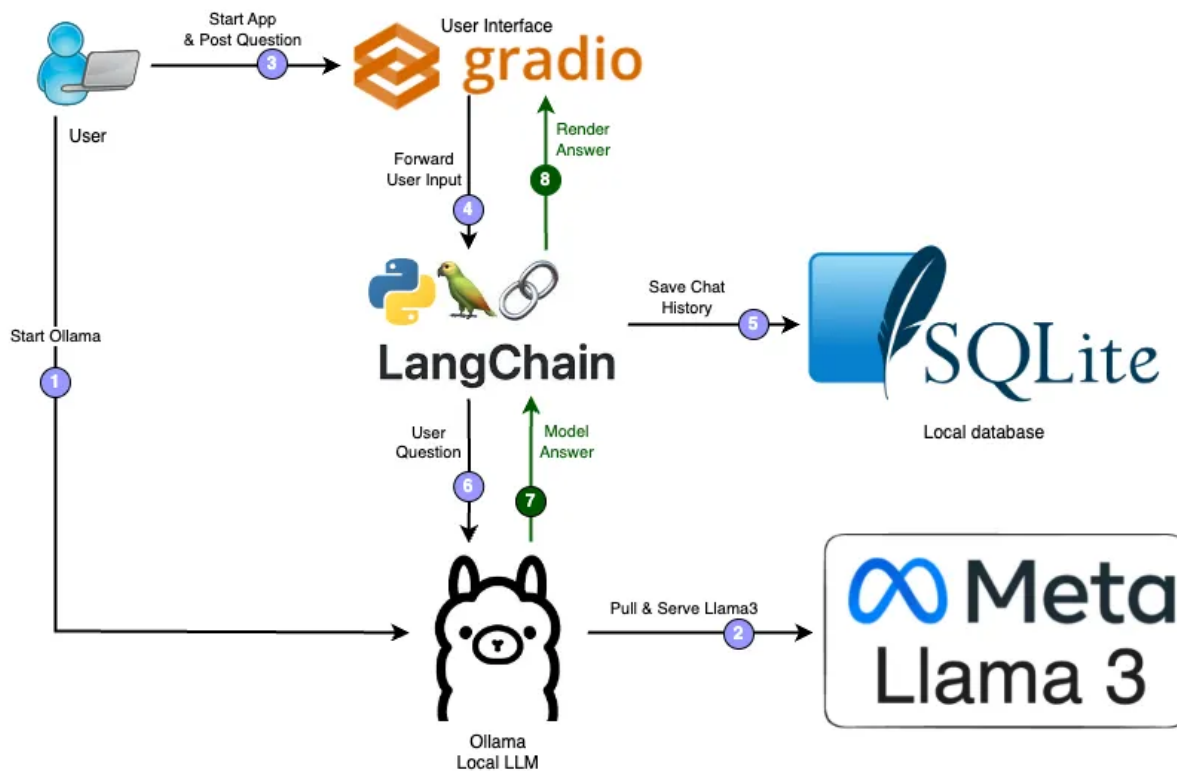 Start App
& Post Question
3
User Interface
gradio
User
Forward
User Input
4
Render
Answer
8
Start Ollama
1
LangChain
Save Chat
History
5
SQLite
Local database
User
Question
6
Model
Answer
7
Pull & Serve Llama3
2
Meta
Llama 3
Ollama
Local LLM